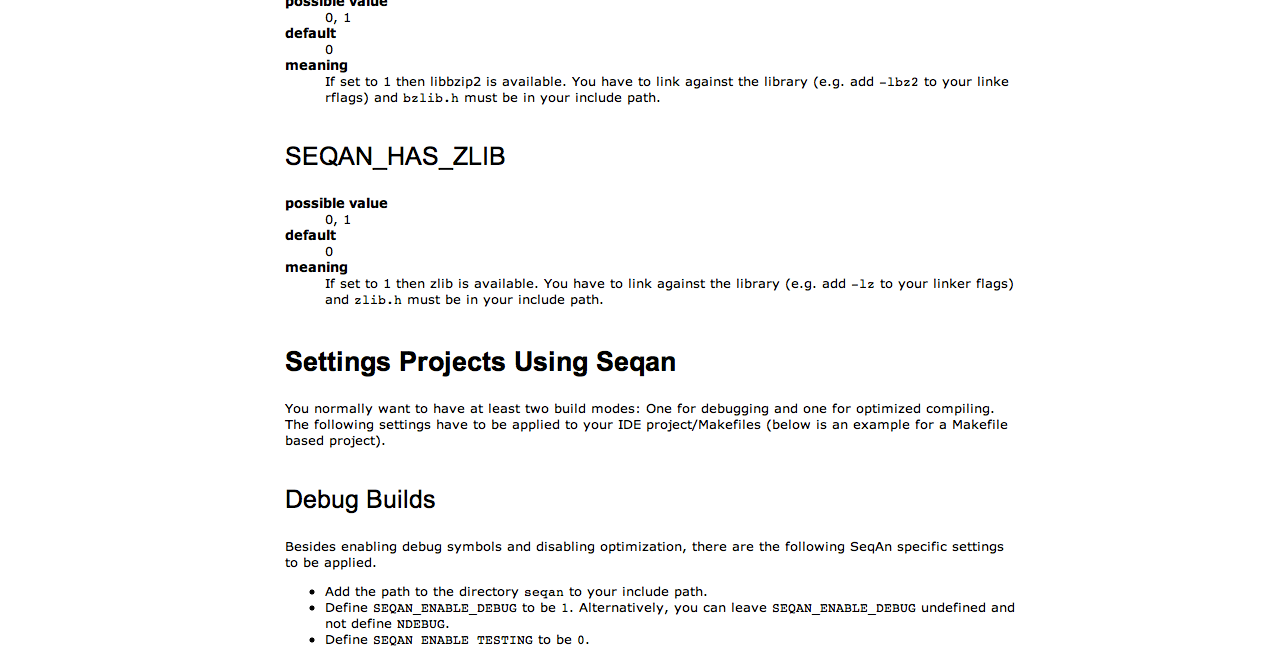 possible value
0, 1
default
0
meaning
If set to 1 then libbzip2 is available. You have to link against the library (e.g. add -lbz2 to your linke
rflags) and bzlib.h must be in your include path.
SEQAN_HAS_ZLIB
possible value
0, 1
default
0
meaning
If set to 1 then zlib is available. You have to link against the library (e.g. add -lz to your linker flags)
and zlib.h must be in your include path.
Settings Projects Using Seqan
You normally want to have at least two build modes: One for debugging and one for optimized compiling.
The following settings have to be applied to your IDE project/Makefiles (below is an example for a Makefile
based project).
Debug Builds
Besides enabling debug symbols and disabling optimization, there are the following SeqAn specific settings
to be applied.
• Add the path to the directory seqan to your include path.
• Define SEQAN_ENABLE_DEBUG to be 1. Alternatively, you can leave SEQAN_ENABLE_DEBUG undefined and
not define NDEBUG.
• Define SEQAN_ENABLE_TESTING to be 0.